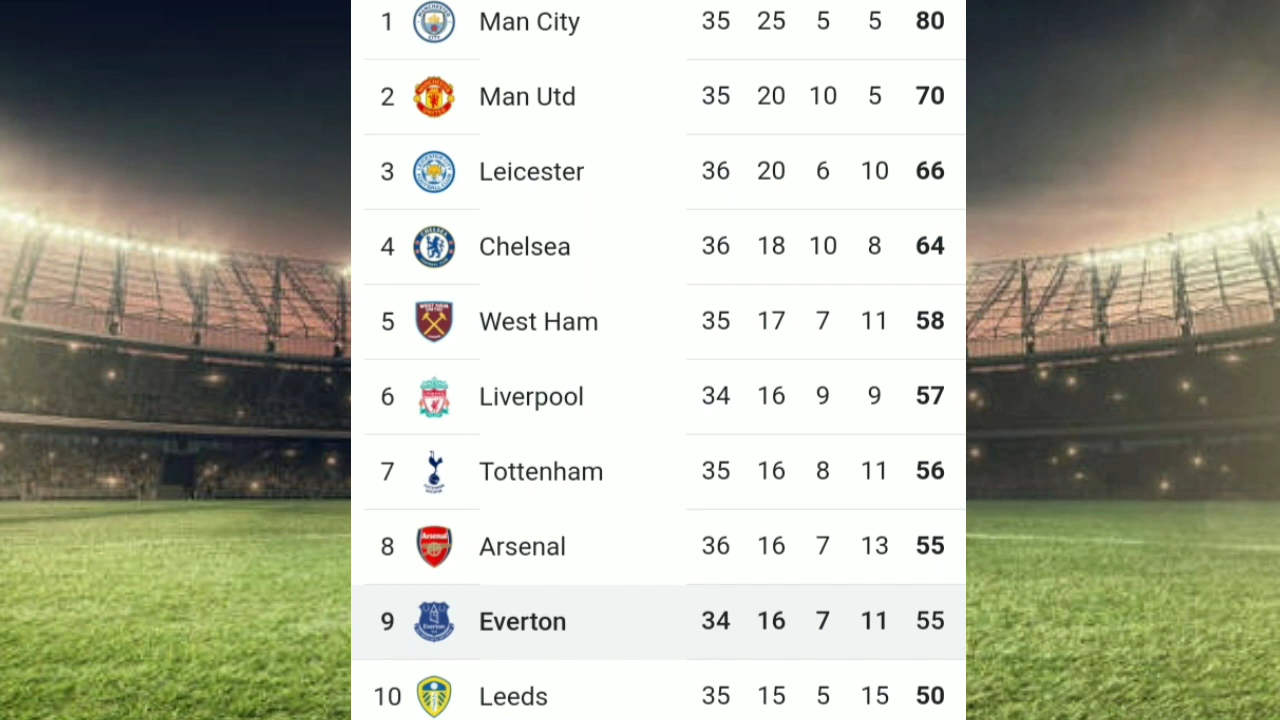 1 Man City 35 25 5 5 80
2 Man Utd 35 20 10 5 70
3 Leicester 36 20 6 10 66
4 Chelsea 36 18 10 8 64
5 West Ham 35 17 7 11 58
6 Liverpool 34 16 9 9 57
7 Tottenham 35 16 8 11 56
8 Arsenal 36 16 7 13 55
9 Everton 34 16 7 11 55
10 Leeds 35 15 5 15 50